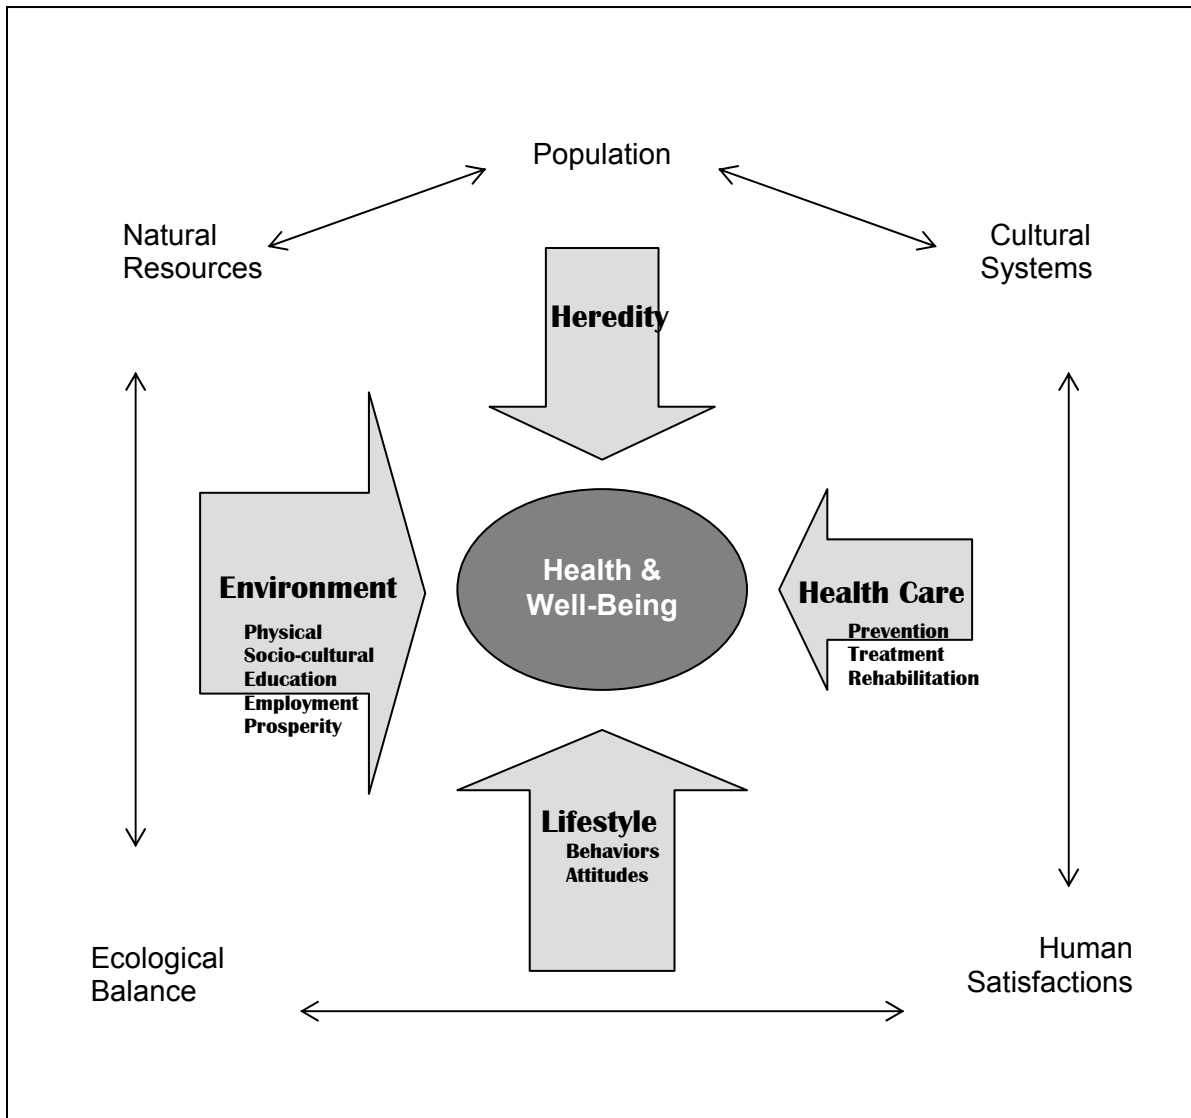 Population
Natural
Resources
Cultural
Systems
Heredity
Environment
Physical
Socio-cultural
Education
Employment
Prosperity
Health &
Well-Being
Health Care
Prevention
Treatment
Rehabilitation
Lifestyle
Behaviors
Attitudes
Ecological
Balance
Human
Satisfactions